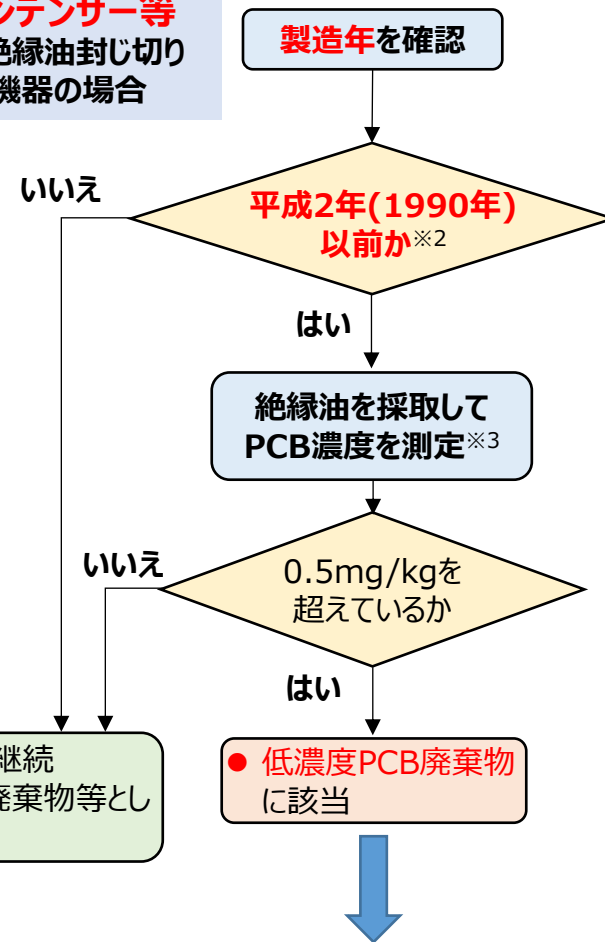 ンデンサー等
絶縁油封じ切り
機器の場合
製造年を確認
いいえ
平成2年(1990年)
以前か※2
はい
絶縁油を採取して
PCB濃度を測定※3
いいえ
0.5mg/kgを
超えているか
はい
継続
廃棄物等とし
● 低濃度PCB廃棄物
に該当